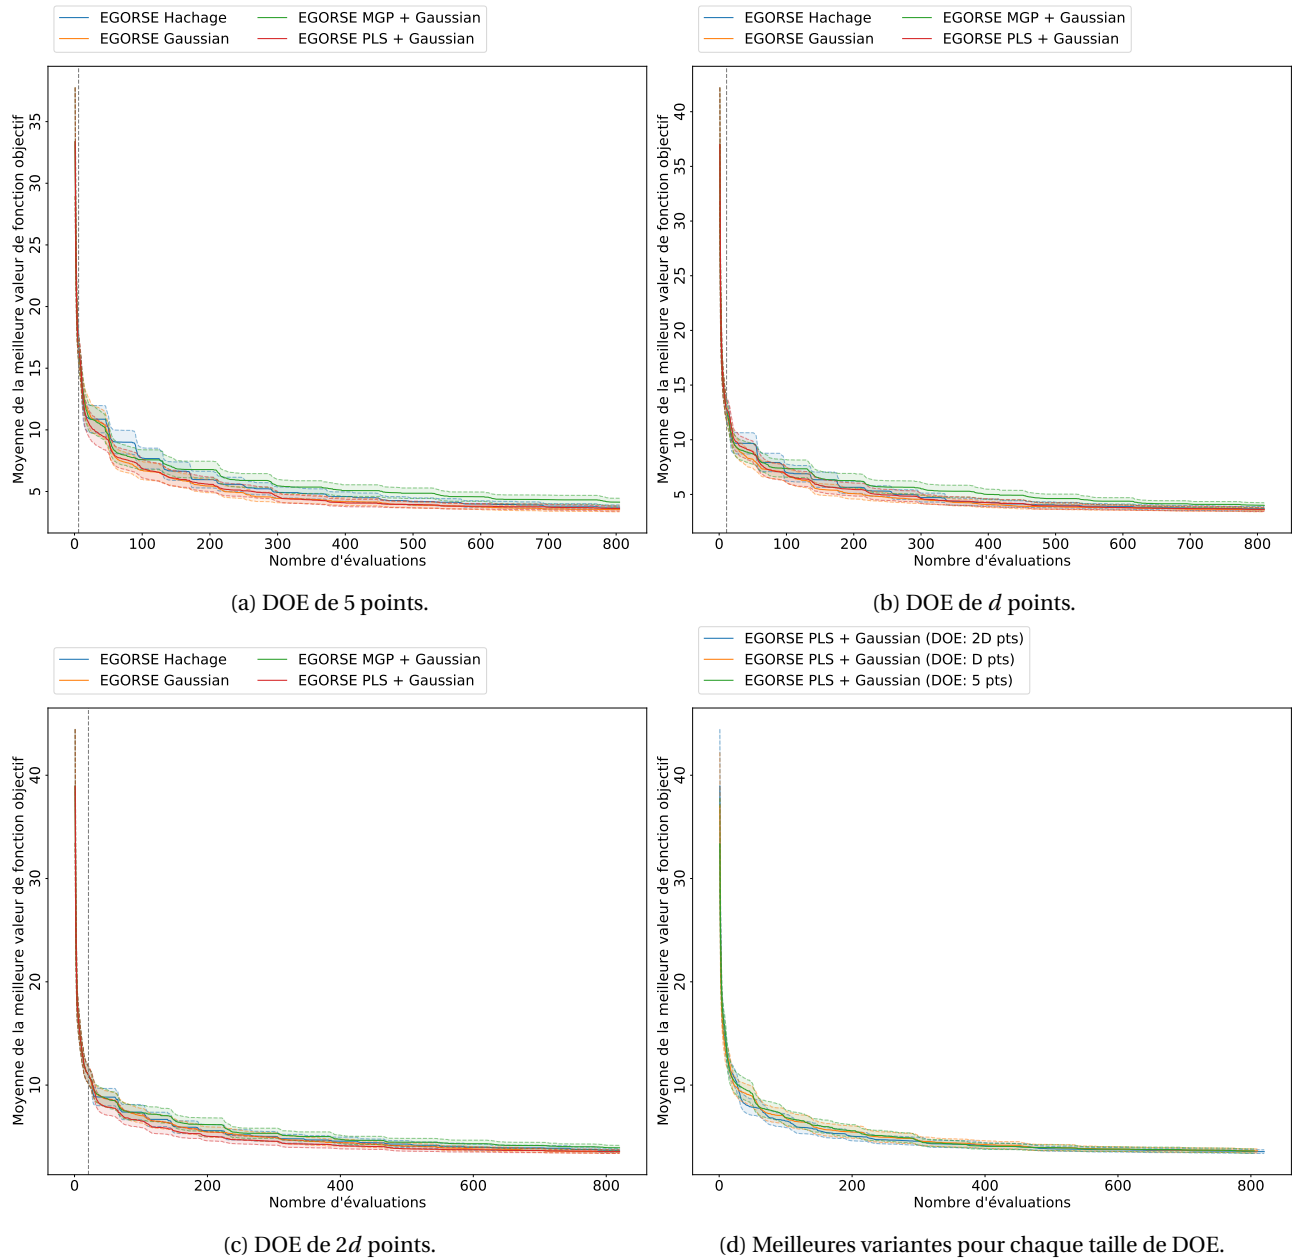 EGORSE Hachage
EGORSE Gaussian
EGORSE MGP + Gaussian
EGORSE PLS + Gaussian
Moyenne de la meilleure valeur de fonction objectif
35
30
25
20
15
10
5
0 100 200 300 400 500 600 700 800
Nombre d'évaluations
(a) DOE de 5 points.
EGORSE Hachage
EGORSE Gaussian
EGORSE MGP + Gaussian
EGORSE PLS + Gaussian
Moyenne de la meilleure valeur de fonction objectif
40
35
30
25
20
15
10
5
0 100 200 300 400 500 600 700 800
Nombre d'évaluations
(b) DOE de d points.
EGORSE Hachage
EGORSE Gaussian
EGORSE MGP + Gaussian
EGORSE PLS + Gaussian
Moyenne de la meilleure valeur de fonction objectif
40
30
20
10
0 200 400 600 800
Nombre d'évaluations
(c) DOE de 2d points.
EGORSE PLS + Gaussian (DOE: 2D pts)
EGORSE PLS + Gaussian (DOE: D pts)
EGORSE PLS + Gaussian (DOE: 5 pts)
Moyenne de la meilleure valeur de fonction objectif
40
30
20
10
0 200 400 600 800
Nombre d'évaluations
(d) Meilleures variantes pour chaque taille de DOE.